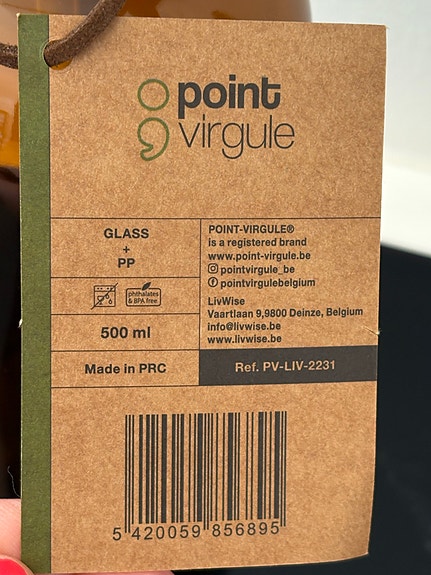 point
virgule
GLASS
+
PP
phthalates
& BPA free
500 ml
Made in PRC
POINT-VIRGULE®
is a registered brand
www.point-virgule.be
pointvirgule_be
pointvirgulebelgium
LivWise
Vaartlaan 9,9800 Deinze, Belgium
info@livwise.be
www.livwise.be
Ref. PV-LIV-2231
5 420059 856895